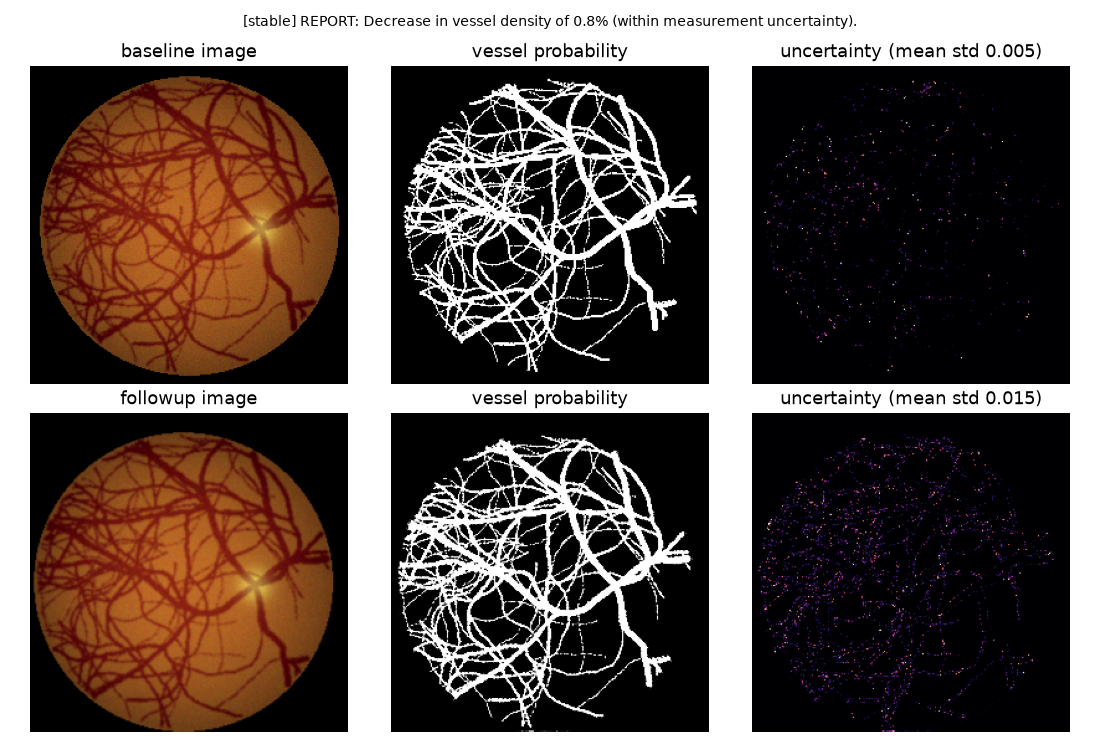 [stable] REPORT: Decrease in vessel density of 0.8% (within measurement uncertainty).
baseline image
vessel probability
uncertainty (mean std 0.005)
followup image
vessel probability
uncertainty (mean std 0.015)